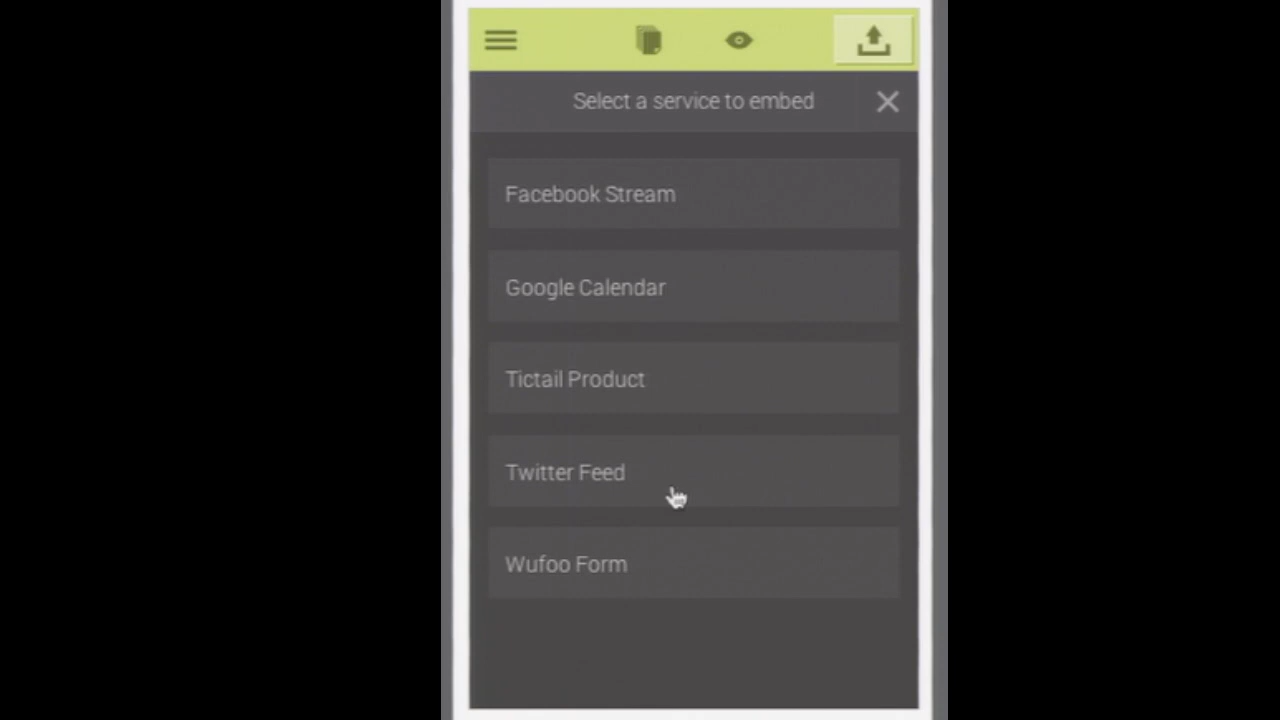 Select a service to embed
Facebook Stream
Google Calendar
Tictail Product
Twitter Feed
Wufoo Form